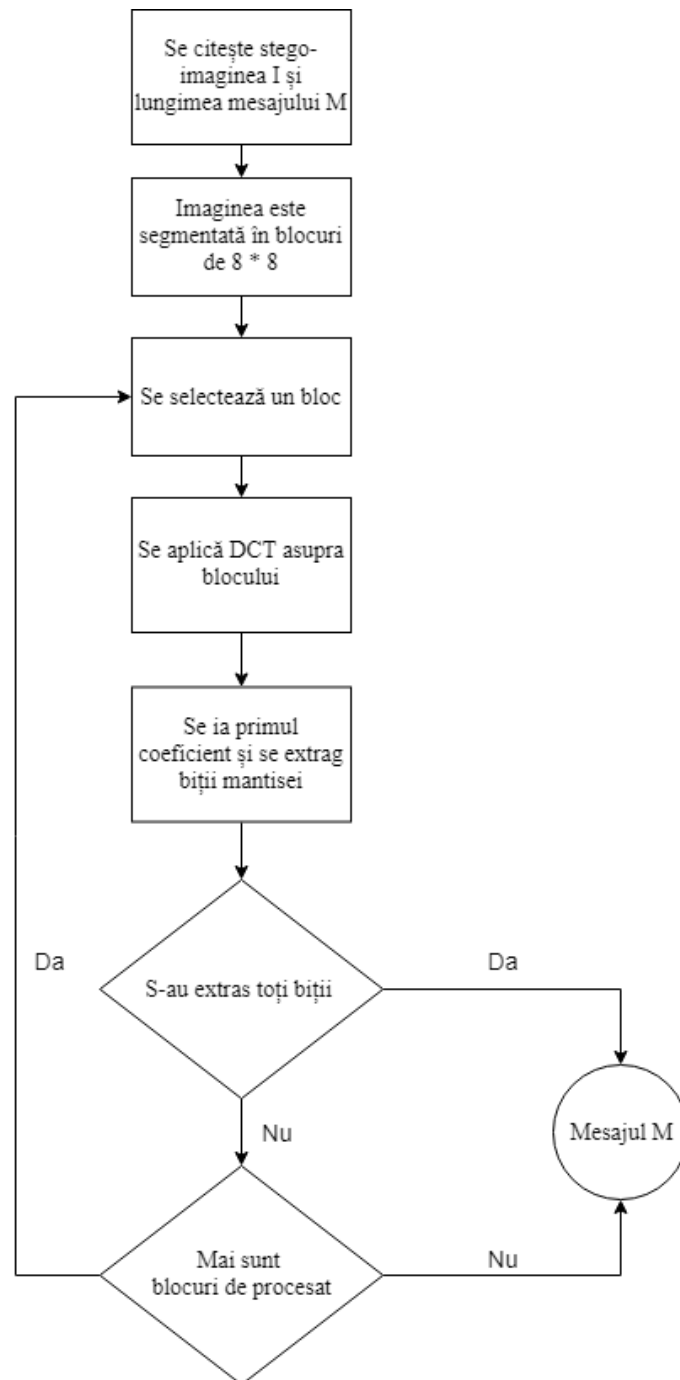 Se citește stego-
imaginea I și
lungimea mesajului M
Imaginea este
segmentată în blocuri
de 8 * 8
Se selectează un bloc
Se aplică DCT asupra
blocului
Se ia primul
coeficient și se extrag
biții mantisei
Da
S-au extras toți biții
Da
Nu
Mesajul M
Mai sunt
blocuri de procesat
Nu